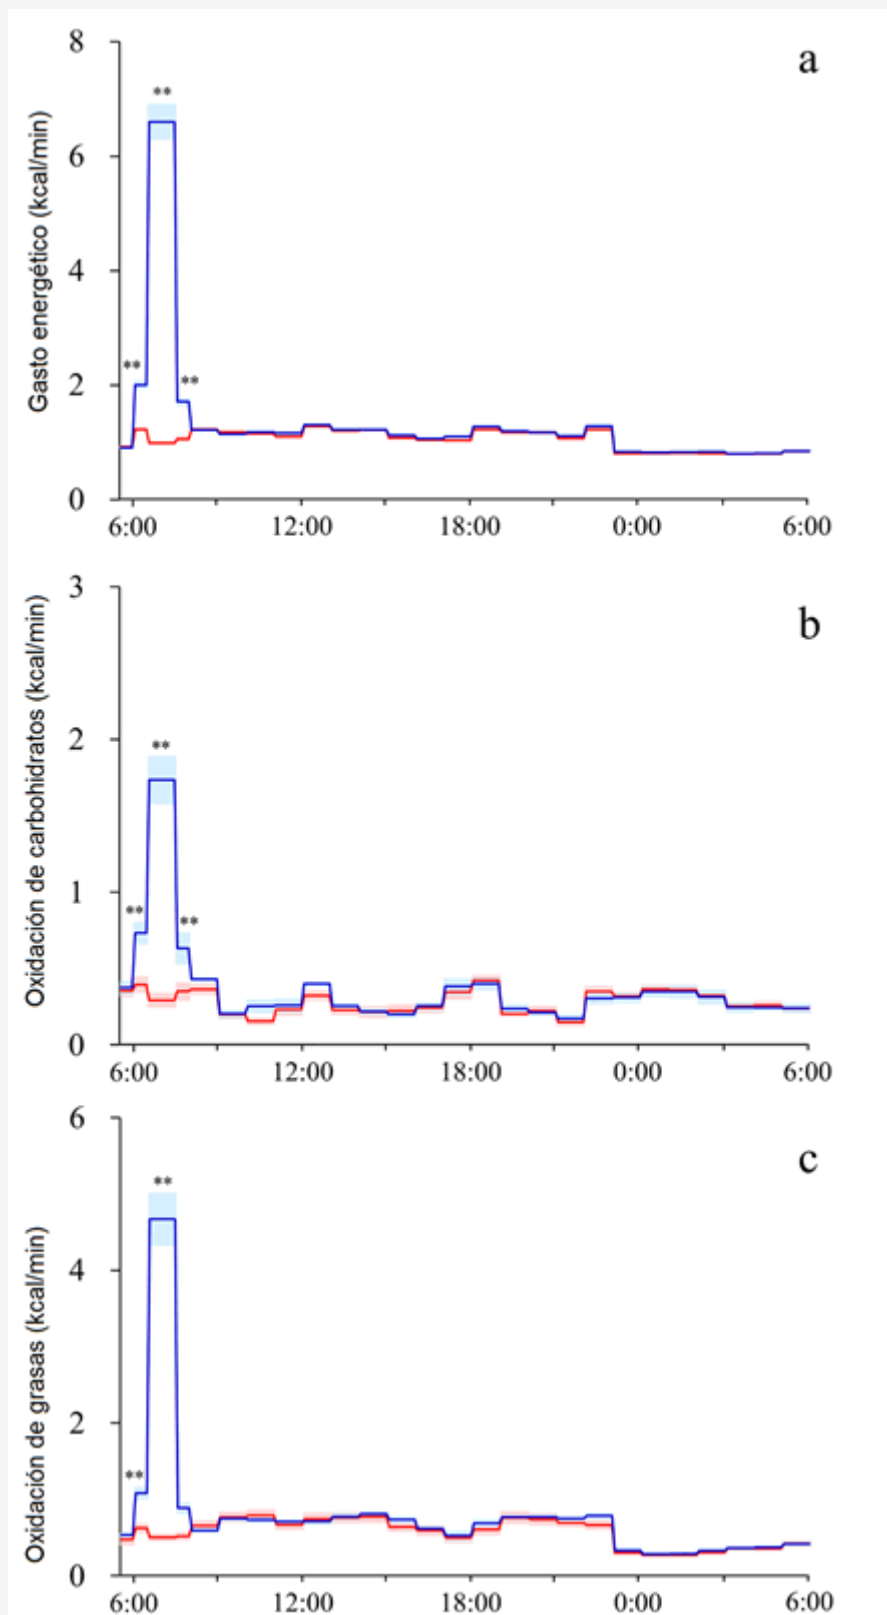 a
Gasto energético (kcal/min)
8
6
4
2
0
**
**
**
6:00 12:00 18:00 0:00 6:00
b
Oxidación de carbohidratos (kcal/min)
3
2
1
0
**
**
**
6:00 12:00 18:00 0:00 6:00
c
Oxidación de grasas (kcal/min)
6
4
2
0
**
**
6:00 12:00 18:00 0:00 6:00